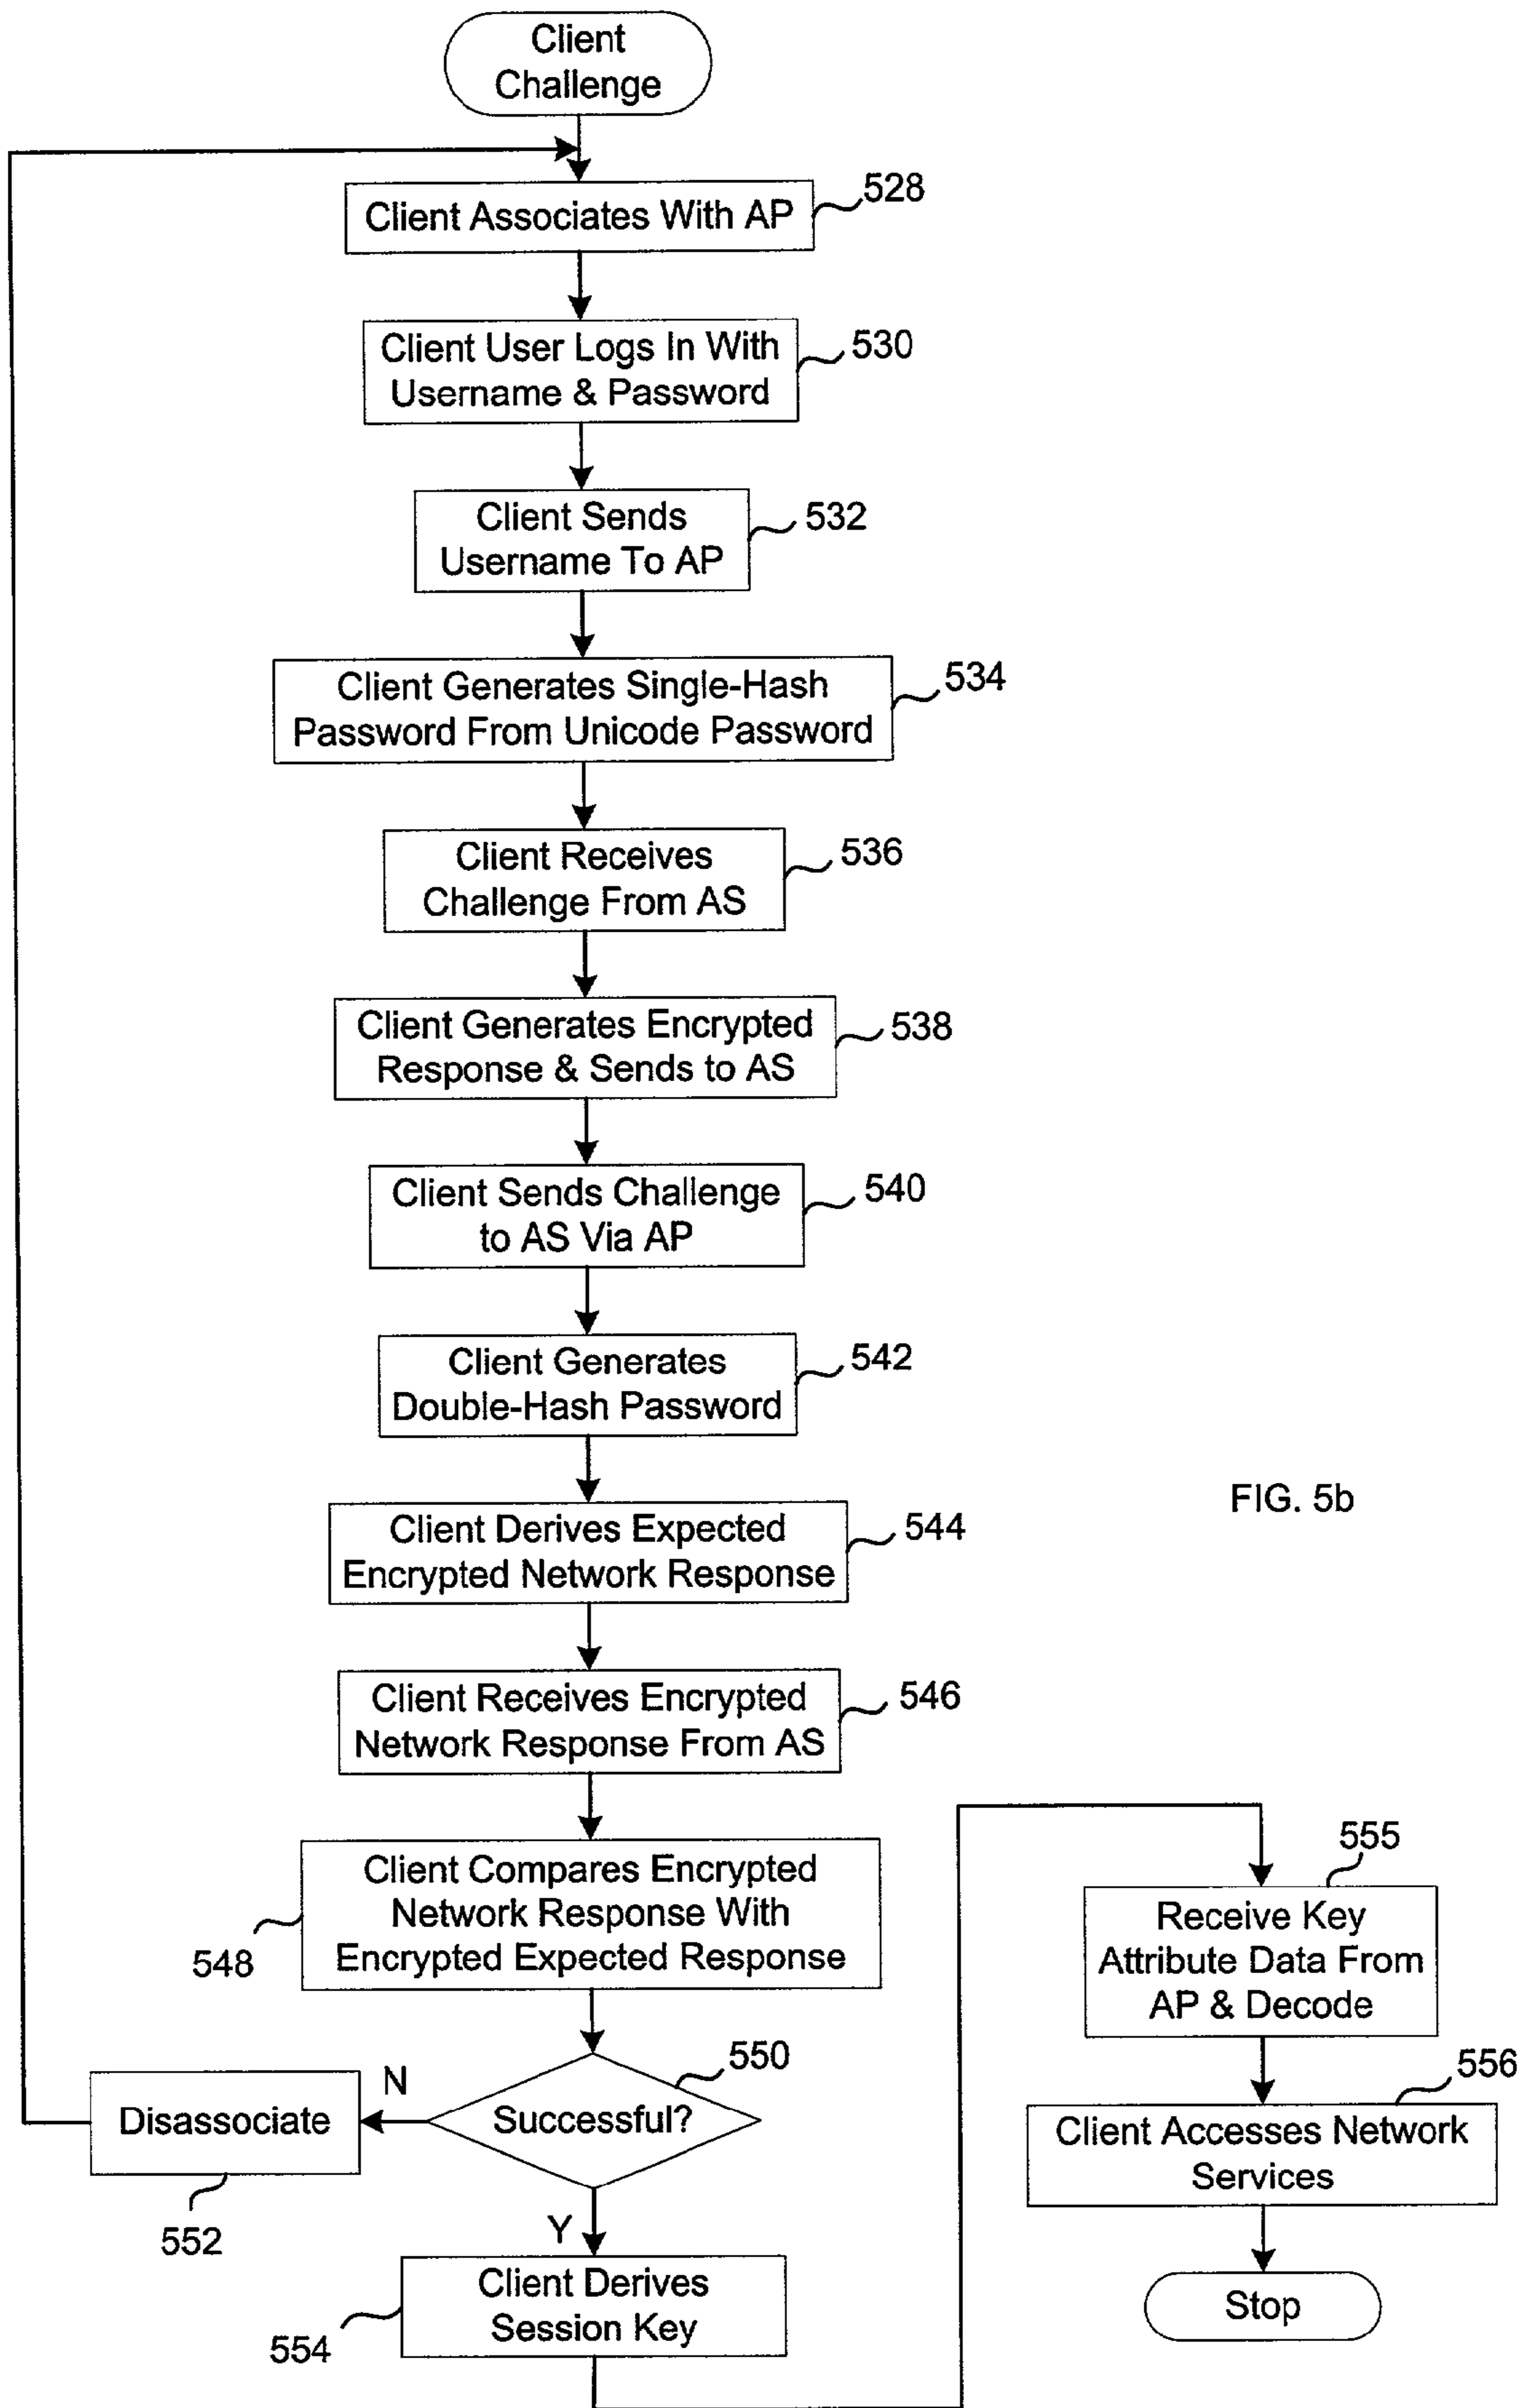 Client
Challenge
Client Associates With AP
528
Client User Logs In With
Username & Password
530
Client Sends
Username To AP
532
Client Generates Single-Hash
Password From Unicode Password
534
Client Receives
Challenge From AS
536
Client Generates Encrypted
Response & Sends to AS
538
Client Sends Challenge
to AS Via AP
540
Client Generates
Double-Hash Password
542
Client Derives Expected
Encrypted Network Response
544
Client Receives Encrypted
Network Response From AS
546
Client Compares Encrypted
Network Response With
Encrypted Expected Response
548
Successful?
550
N
Disassociate
552
Y
Client Derives
Session Key
554
Receive Key
Attribute Data From
AP & Decode
555
Client Accesses Network
Services
556
Stop
FIG. 5b